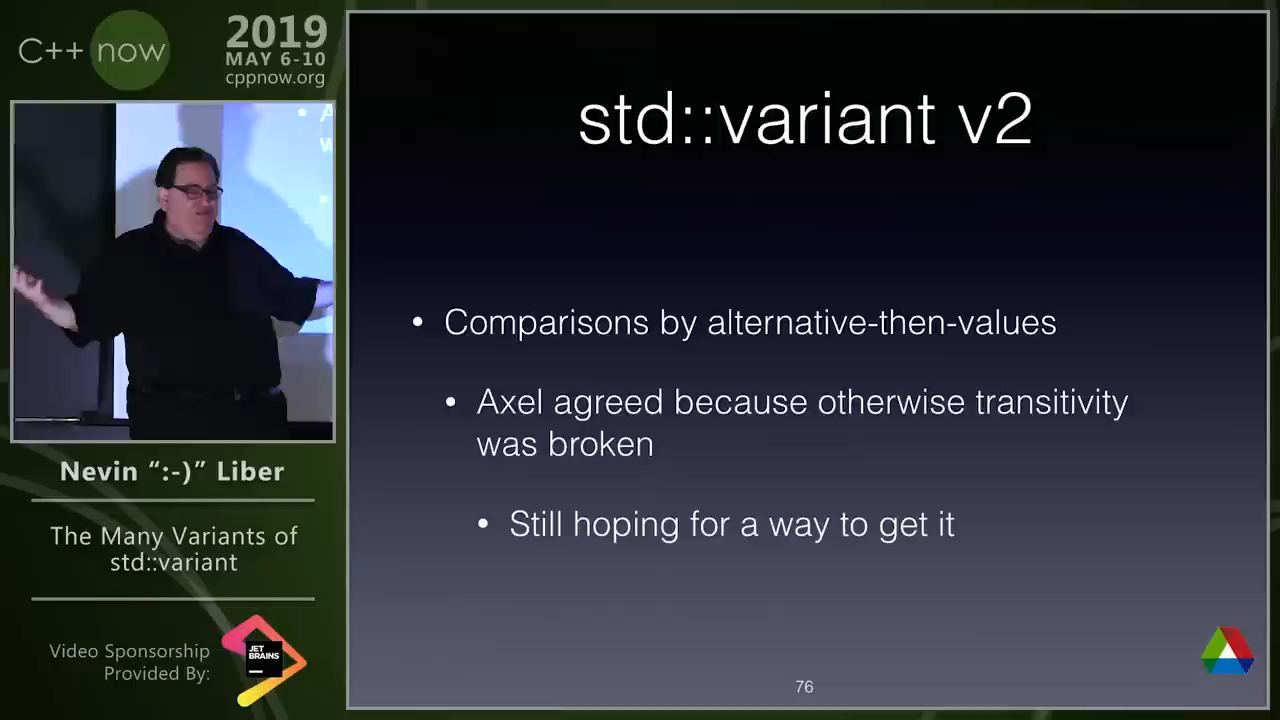 C++ now
2019
MAY 6-10
cppnow.org
Nevin “:-)” Liber
The Many Variants of
std::variant
Video Sponsorship
Provided By:
JET
BRAINS
std::variant v2
• Comparisons by alternative-then-values
• Axel agreed because otherwise transitivity
was broken
• Still hoping for a way to get it
76